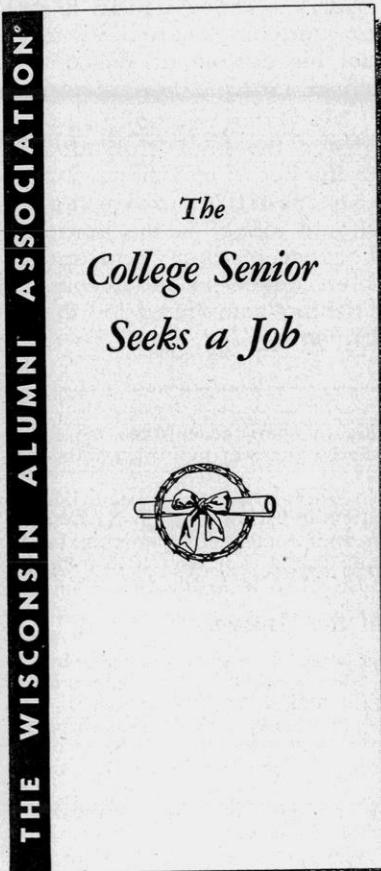 THE WISCONSIN ALUMNI ASSOCIATION
The
College Senior
Seeks a Job